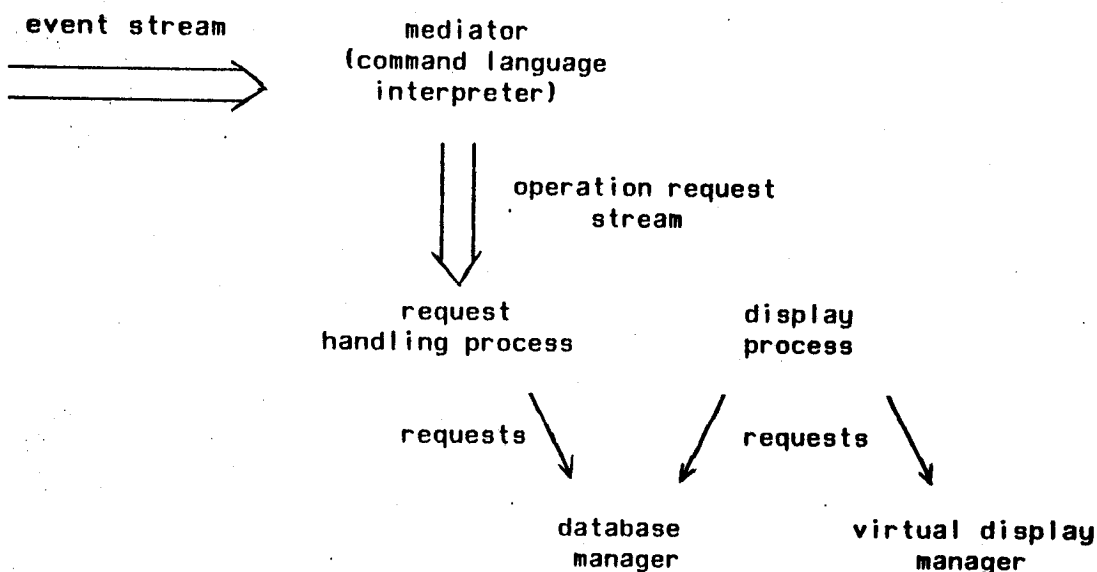 event stream
mediator
(command language
interpreter)
operation request
stream
request
handling process
display
process
requests
requests
database
manager
virtual display
manager